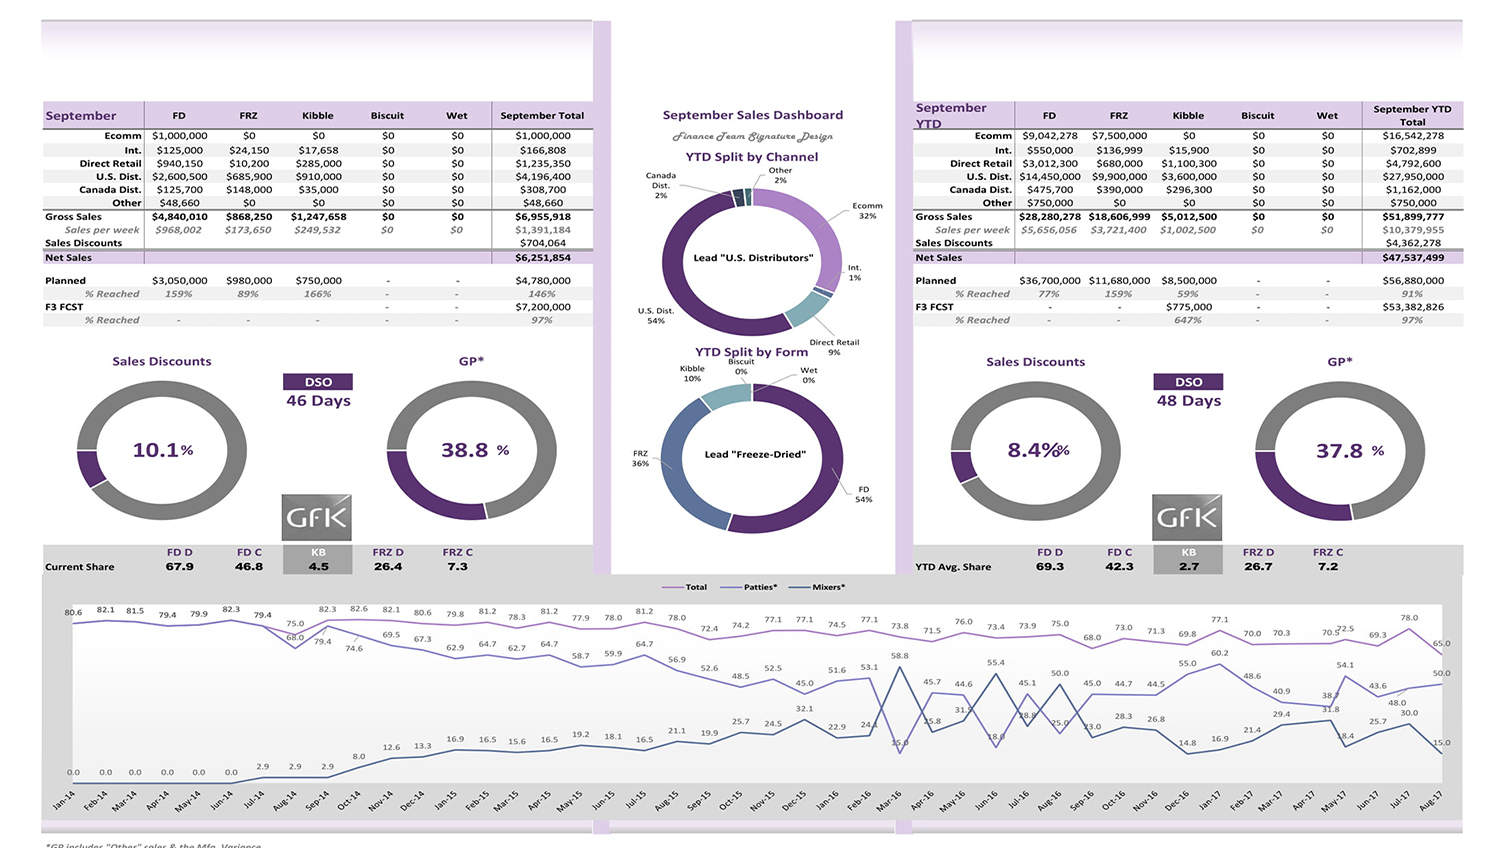 September FD FRZ Kibble Biscuit Wet September Total
Ecomm $1,000,000 $0 $0 $0 $0 $1,000,000
Int. $125,000 $24,150 $17,658 $0 $0 $166,808
Direct Retail $940,150 $10,200 $285,000 $0 $0 $1,235,350
U.S. Dist. $2,600,500 $685,900 $910,000 $0 $0 $4,196,400
Canada Dist. $125,700 $148,000 $35,000 $0 $0 $308,700
Other $48,660 $0 $0 $0 $0 $48,660
Gross Sales $4,840,010 $868,250 $1,247,658 $0 $0 $6,955,918
Sales per week $968,002 $173,650 $249,532 $0 $0 $1,391,184
Sales Discounts $704,064
Net Sales $6,251,854
Planned $3,050,000 $980,000 $750,000 - - $4,780,000
% Reached 159% 89% 166% - - 146%
F3 FCST - - $7,200,000
% Reached - - - - - 97%
Sales Discounts
10.1%
DSO
46 Days
GP*
38.8 %
GfK
FD D FD C KB FRZ D FRZ C
Current Share 67.9 46.8 4.5 26.4 7.3
September Sales Dashboard
Finance Team Signature Design
YTD Split by Channel
Other
2%
Canada
Dist.
2%
Ecomm
32%
Lead "U.S. Distributors"
Int.
1%
U.S. Dist.
54%
Direct Retail
9%
YTD Split by Form
Biscuit
0%
Kibble
10%
Wet
0%
FRZ
36%
Lead "Freeze-Dried"
FD
54%
September
YTD FD FRZ Kibble Biscuit Wet September YTD
Total
Ecomm $9,042,278 $7,500,000 $0 $0 $0 $16,542,278
Int. $550,000 $136,999 $15,900 $0 $0 $702,899
Direct Retail $3,012,300 $680,000 $1,100,300 $0 $0 $4,792,600
U.S. Dist. $14,450,000 $9,900,000 $3,600,000 $0 $0 $27,950,000
Canada Dist. $475,700 $390,000 $296,300 $0 $0 $1,162,000
Other $750,000 $0 $0 $0 $0 $750,000
Gross Sales $28,280,278 $18,606,999 $5,012,500 $0 $0 $51,899,777
Sales per week $5,656,056 $3,721,400 $1,002,500 $0 $0 $10,379,955
Sales Discounts $4,362,278
Net Sales $47,537,499
Planned $36,700,000 $11,680,000 $8,500,000 - - $56,880,000
% Reached 77% 159% 59% - - 91%
F3 FCST - - $775,000 - - $53,382,826
% Reached - - 647% - - 97%
Sales Discounts
8.4%%
DSO
48 Days
GP*
37.8 %
GfK
FD D FD C KB FRZ D FRZ C
YTD Avg. Share 69.3 42.3 2.7 26.7 7.2
Total Patties* Mixers*
80.6 82.1 81.5 79.4 79.9 82.3 79.4 75.0 82.3 82.6 82.1 80.6 79.8 81.2 78.3 81.2 77.9 78.0 81.2 78.0 72.4 74.2 77.1 77.1 74.5 77.1 73.8 71.5 76.0 73.4 73.9 75.0 68.0 73.0 71.3 69.8 77.1 70.0 70.3 70.5 72.5 69.3 78.0 65.0
68.0 79.4 74.6 69.5 67.3 62.9 64.7 62.7 64.7 58.7 59.9 64.7 56.9 52.6 48.5 52.5 45.0 51.6 53.1 15.0 45.7 44.6 18.0 45.1 25.0 45.0 44.7 44.5 55.0 60.2 48.6 40.9 38.7 54.1 43.6 48.0 50.0
0.0 0.0 0.0 0.0 0.0 0.0 2.9 2.9 2.9 8.0 12.6 13.3 16.9 16.5 15.6 16.5 19.2 18.1 16.5 21.1 19.9 25.7 24.5 32.1 22.9 24.1 58.8 25.8 31.9 55.4 28.8 50.0 23.0 28.3 26.8 14.8 16.9 21.4 29.4 31.8 18.4 25.7 30.0 15.0
Jan-14 Feb-14 Mar-14 Apr-14 May-14 Jun-14 Jul-14 Aug-14 Sep-14 Oct-14 Nov-14 Dec-14 Jan-15 Feb-15 Mar-15 Apr-15 May-15 Jun-15 Jul-15 Aug-15 Sep-15 Oct-15 Nov-15 Dec-15 Jan-16 Feb-16 Mar-16 Apr-16 May-16 Jun-16 Jul-16 Aug-16 Sep-16 Oct-16 Nov-16 Dec-16 Jan-17 Feb-17 Mar-17 Apr-17 May-17 Jun-17 Jul-17 Aug-17
*GP includes "Other" sales & the Mfg. Variance